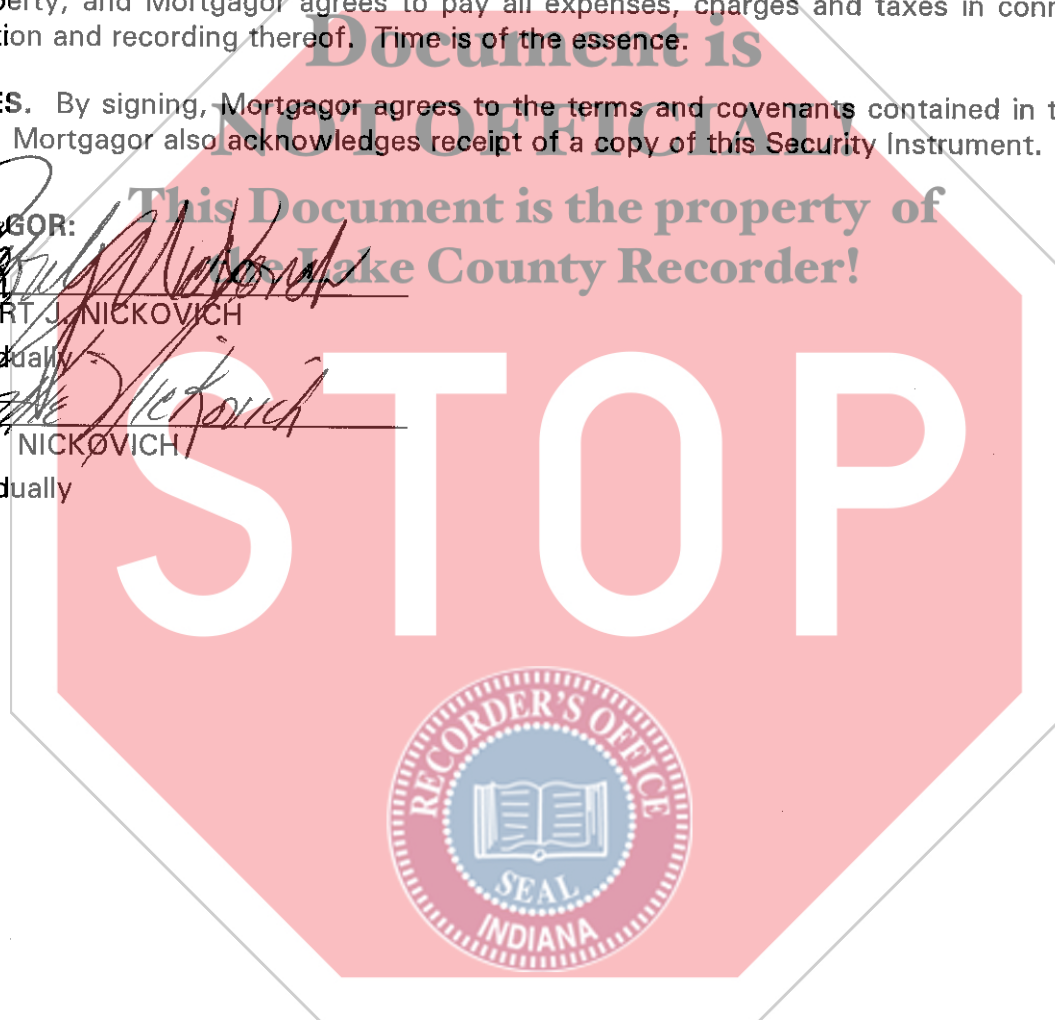 perty, and Mortgagor agrees to pay all expenses, charges and taxes in conn
tion and recording thereof. Time is of the essence.
Document is
ES. By signing, Mortgagor agrees to the terms and covenants contained in t
NOT OFFICIAL!
Mortgagor also acknowledges receipt of a copy of this Security Instrument.
This Document is the property of
GOR:
the Lake County Recorder!
RT J. NICKOVICH
dually
Nickovich
NICKOVICH
dually
STOP
RECORDER'S OFFICE
SEAL
INDIANA